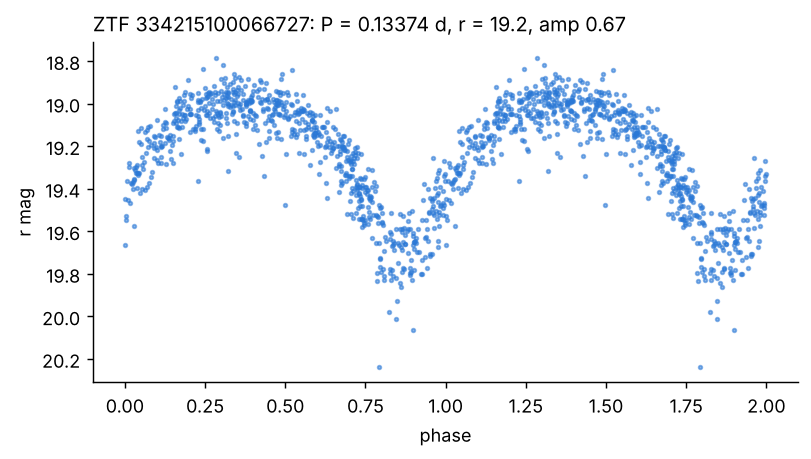 ZTF 334215100066727: P = 0.13374 d, r = 19.2, amp 0.67
18.8
19.0
19.2
19.4
19.6
19.8
20.0
20.2
r mag
0.00 0.25 0.50 0.75 1.00 1.25 1.50 1.75 2.00
phase